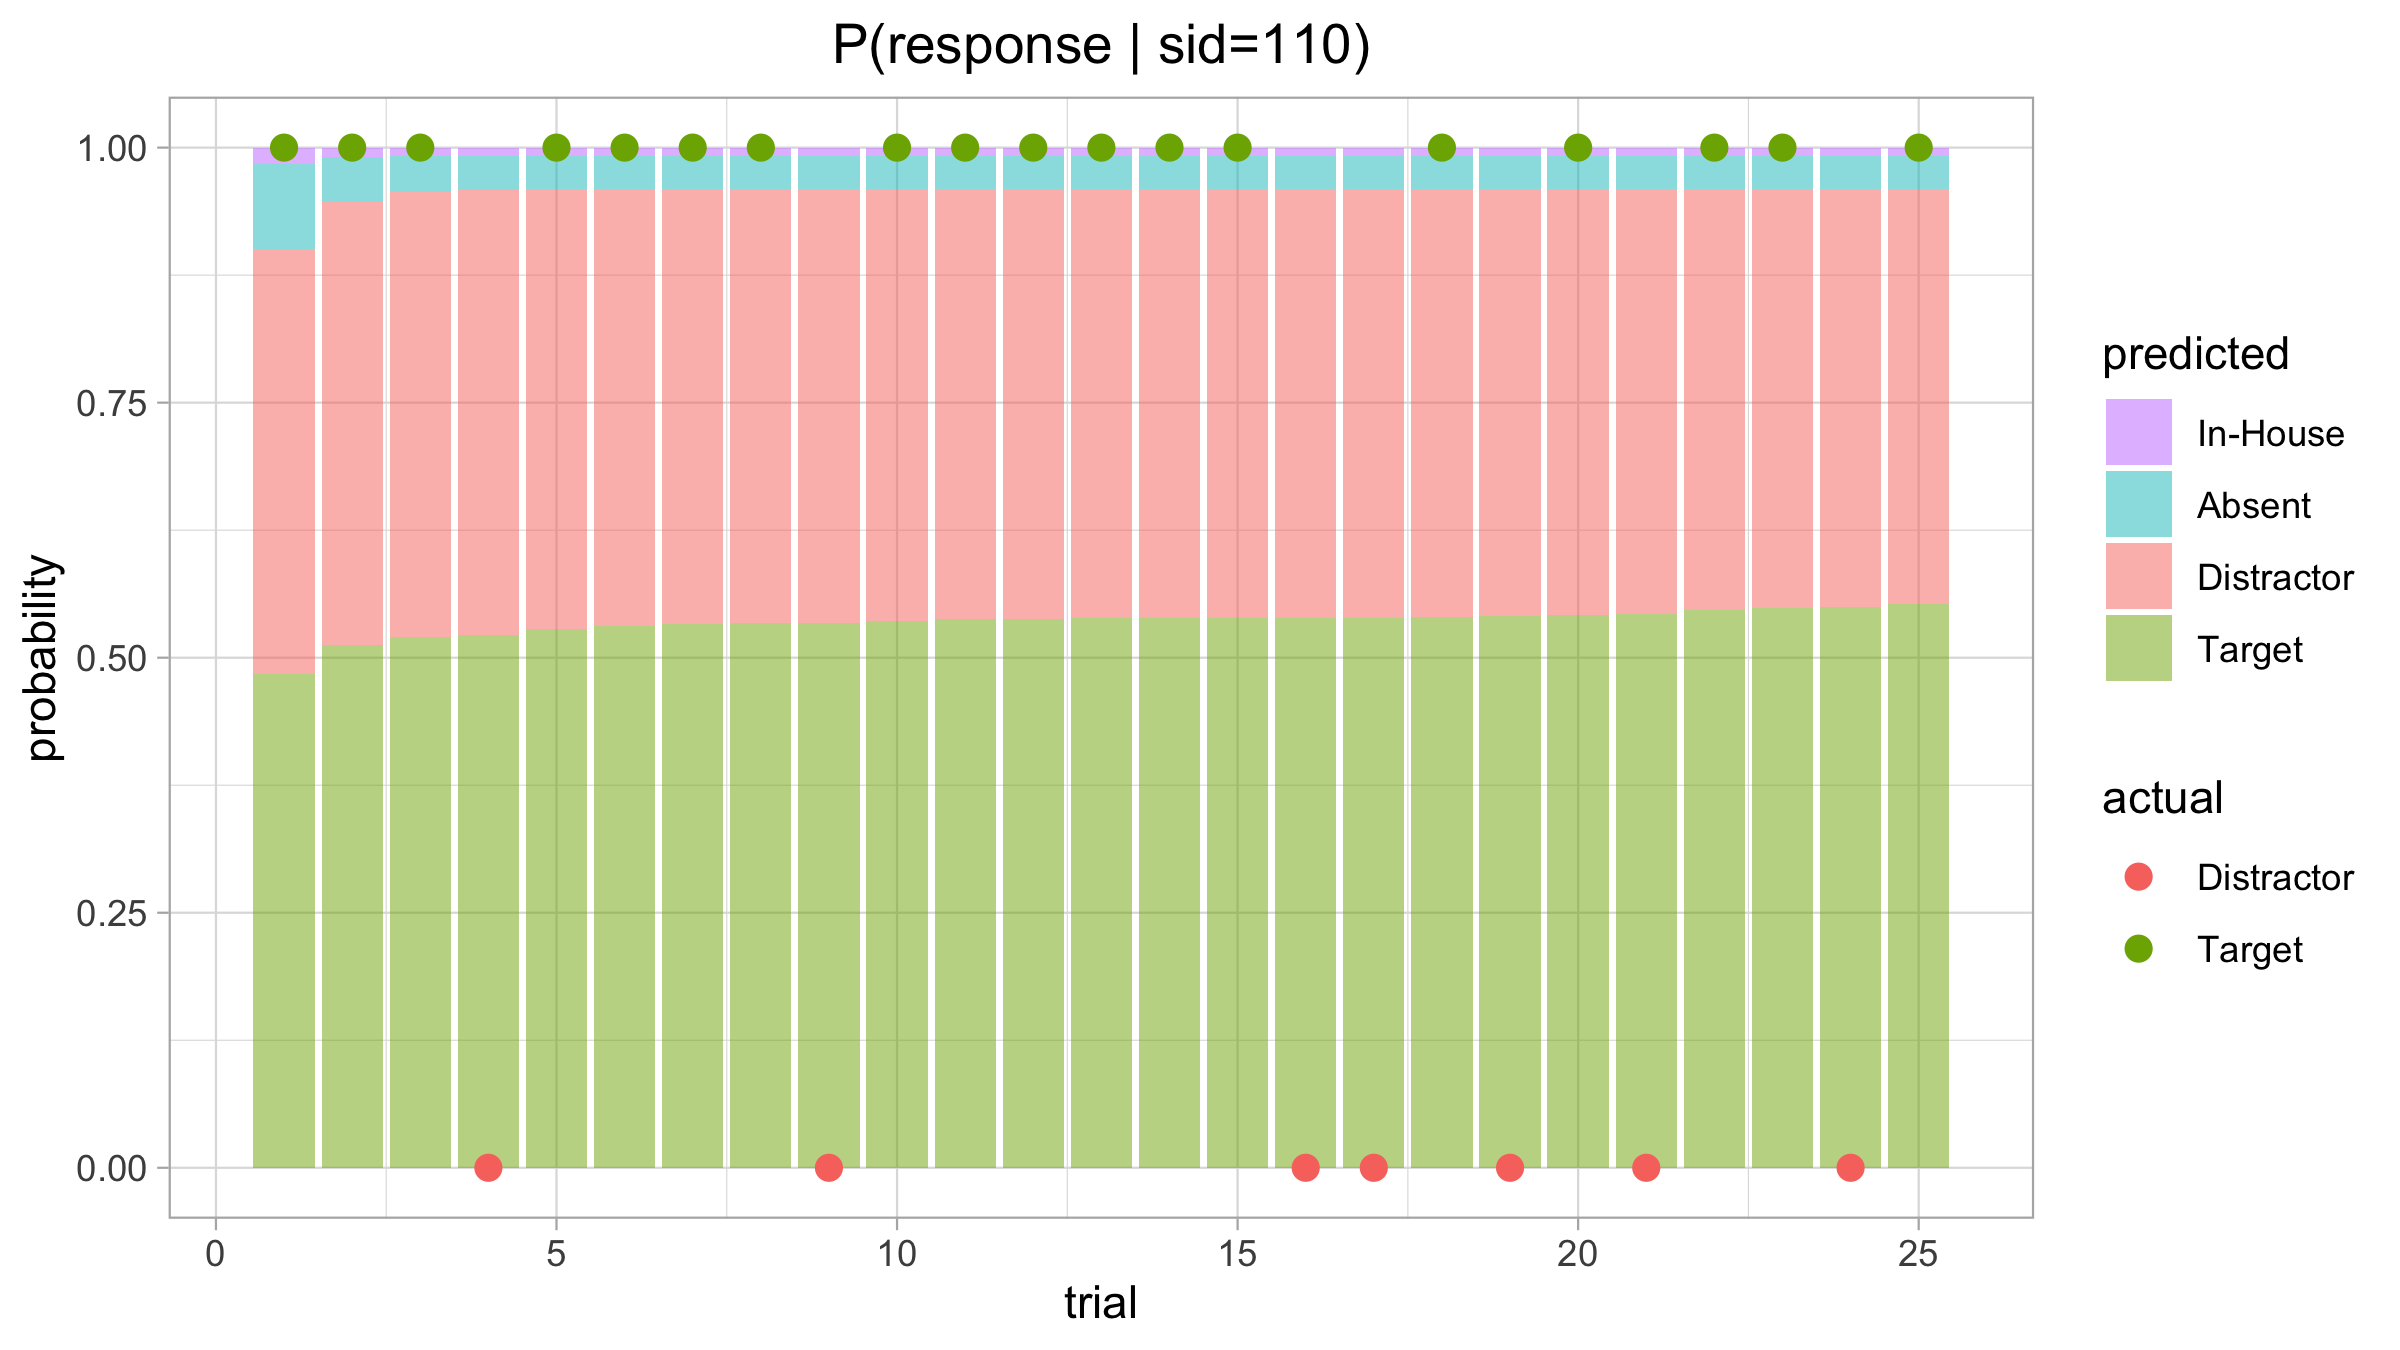 P(response | sid=110)
probability
1.00
0.75
0.50
0.25
0.00
0 5 10 15 20 25
trial
predicted
In-House
Absent
Distractor
Target
actual
Distractor
Target